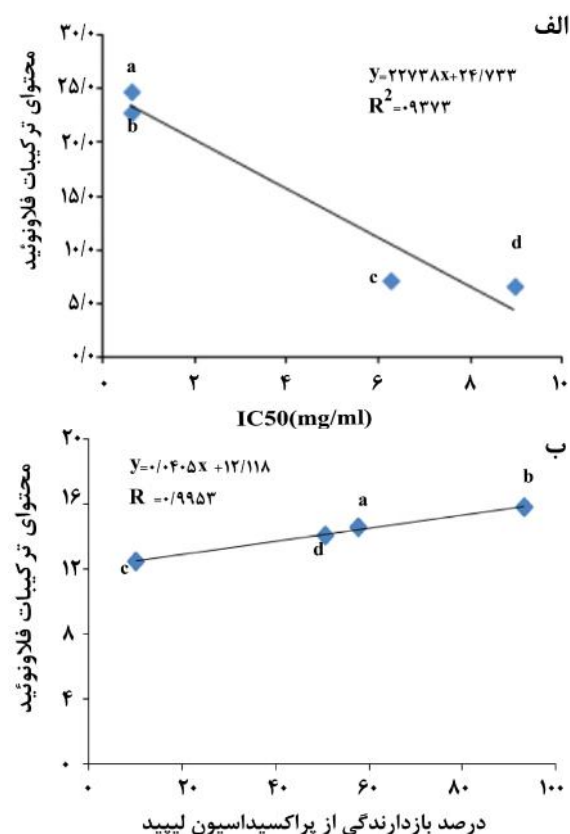 الف
محتوای ترکیبات فلاونوئید
۳۰/۰
۲۵/۰
۲۰/۰
۱۵/۰
۱۰/۰
۵/۰
۰/۰
a
b
c
d
y=۲۲۷۳۸x+۲۴/۷۳۳
R²=۰۹۳۷۳
۰ ۲ ۴ ۶ ۸ ۱۰
IC50(mg/ml)
ب
محتوای ترکیبات فلاونوئید
۲۰
۱۶
۱۲
۸
۴
۰
y=۰/۰۴۰۵x +۱۲/۱۱۸
R =۰/۹۹۵۳
c
d
a
b
۰ ۲۰ ۴۰ ۶۰ ۸۰ ۱۰۰
درصد بازدارندگی از پراکسیداسیون لیپید